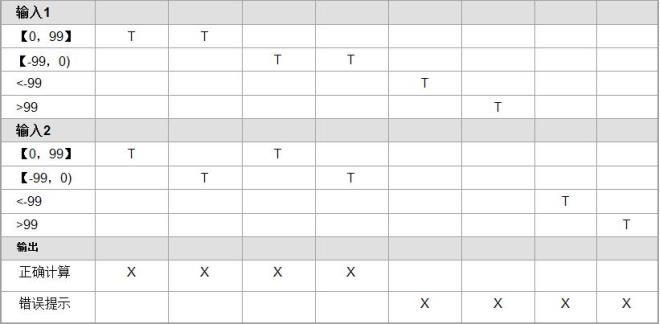 输入1
【0，99】 T T
【-99，0) T T
<-99 T
>99 T
输入2
【0，99】 T T
【-99，0) T T
<-99 T
>99 T
输出
正确计算 X X X X
错误提示 X X X X